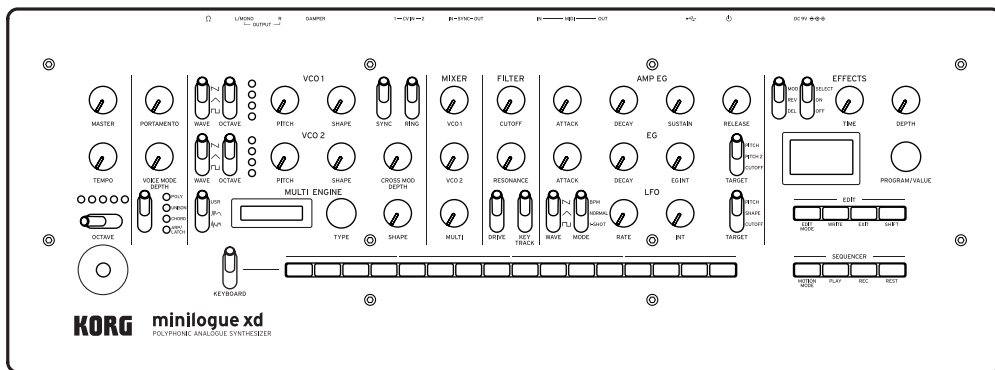 L/MONO R DAMPER 1 CV IN 2 IN SYNC OUT IN MIDI OUT DC 9V
OUTPUT
VCO 1 MIXER FILTER AMP EG EFFECTS
MOD SELECT
REV ON
DEL OFF
MASTER PORTAMENTO WAVE OCTAVE PITCH SHAPE SYNC RING VCO 1 CUTOFF ATTACK DECAY SUSTAIN RELEASE TIME DEPTH
VCO 2 EG
PITCH
PITCH 2
CUTOFF
TEMPO VOICE MODE DEPTH WAVE OCTAVE PITCH SHAPE CROSS MOD DEPTH VCO 2 RESONANCE ATTACK DECAY EG INT TARGET PROGRAM/VALUE
MULTI ENGINE LFO
POLY
UNISON
CHORD
ARP/LATCH
USR
BPM
NORMAL
1-SHOT
PITCH
SHAPE
CUTOFF
EDIT
OCTAVE TYPE SHAPE MULTI DRIVE KEY TRACK WAVE MODE RATE INT TARGET
EDIT MODE WRITE EXIT SHIFT
SEQUENCER
MOTION MODE PLAY REC REST
KEYBOARD
KORG minilogue xd
POLYPHONIC ANALOGUE SYNTHESIZER